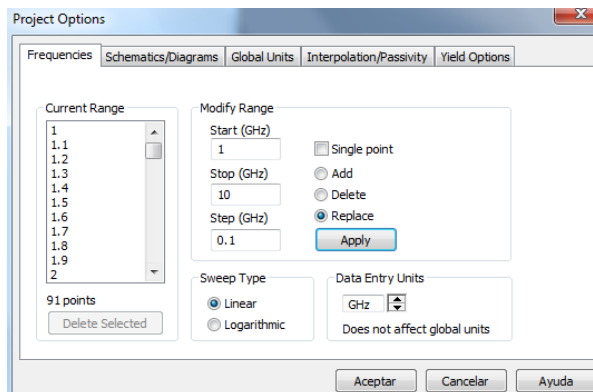 Project Options
X
Frequencies Schematics/Diagrams Global Units Interpolation/Passivity Yield Options
Current Range
1
1.1
1.2
1.3
1.4
1.5
1.6
1.7
1.8
1.9
2
91 points
Delete Selected
Modify Range
Start (GHz)
1
Stop (GHz)
10
Step (GHz)
0.1
Single point
Add
Delete
Replace
Apply
Sweep Type
Linear
Logarithmic
Data Entry Units
GHz
Does not affect global units
Aceptar Cancelar Ayuda